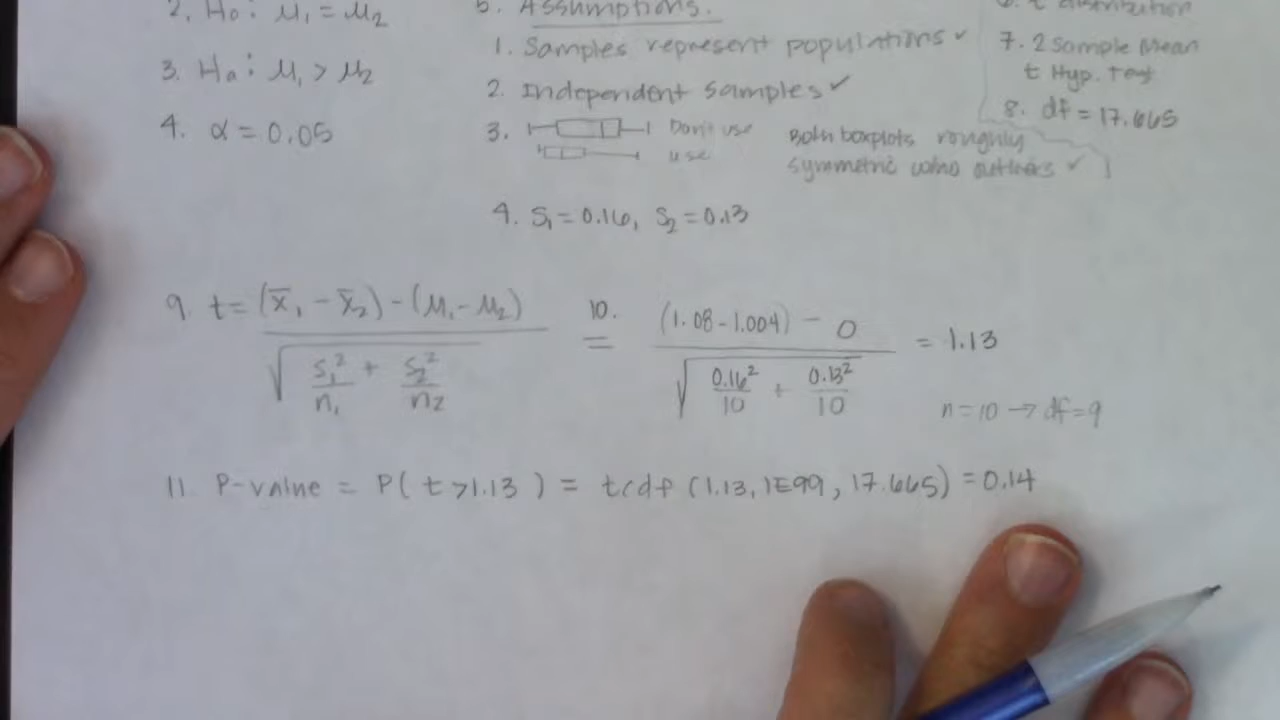 2. H₀: μ₁ = μ₂
3. Hₐ: μ₁ > μ₂
4. α = 0.05
5. Assumptions.
1. Samples represent populations ✓
2. Independent samples ✓
3. Don't use
use
Both boxplots roughly
symmetric outliers ✓
4. S₁ = 0.16, S₂ = 0.13
6. t distribution
7. 2 Sample Mean
t Hyp. Test
8. df = 17.665
9. t = (x̄₁ - x̄₂) - (μ₁ - μ₂) / √(s₁²/n₁ + s₂²/n₂)
10. = (1.08 - 1.004) - 0 / √(0.16²/10 + 0.13²/10) = 1.13
n = 10 → df = 9
11. P-value = P( t > 1.13 ) = tcdf (1.13, 1E99, 17.665) = 0.14